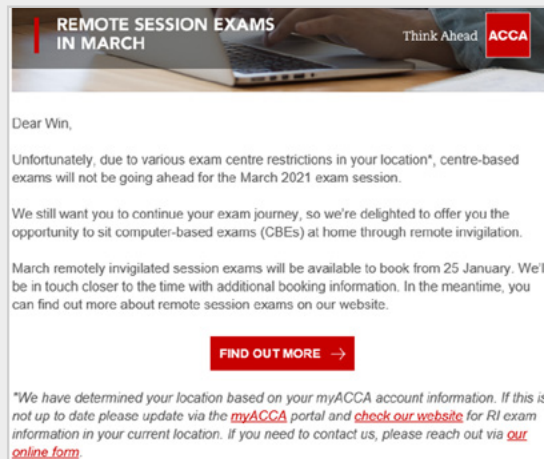 REMOTE SESSION EXAMS
IN MARCH
Think Ahead ACCA
Dear Win,
Unfortunately, due to various exam centre restrictions in your location*, centre-based
exams will not be going ahead for the March 2021 exam session.
We still want you to continue your exam journey, so we're delighted to offer you the
opportunity to sit computer-based exams (CBEs) at home through remote invigilation.
March remotely invigilated session exams will be available to book from 25 January. We'l
be in touch closer to the time with additional booking information. In the meantime, you
can find out more about remote session exams on our website.
FIND OUT MORE →
*We have determined your location based on your myACCA account information. If this is
not up to date please update via the myACCA portal and check our website for RI exam
information in your current location. If you need to contact us, please reach out via our
online form.